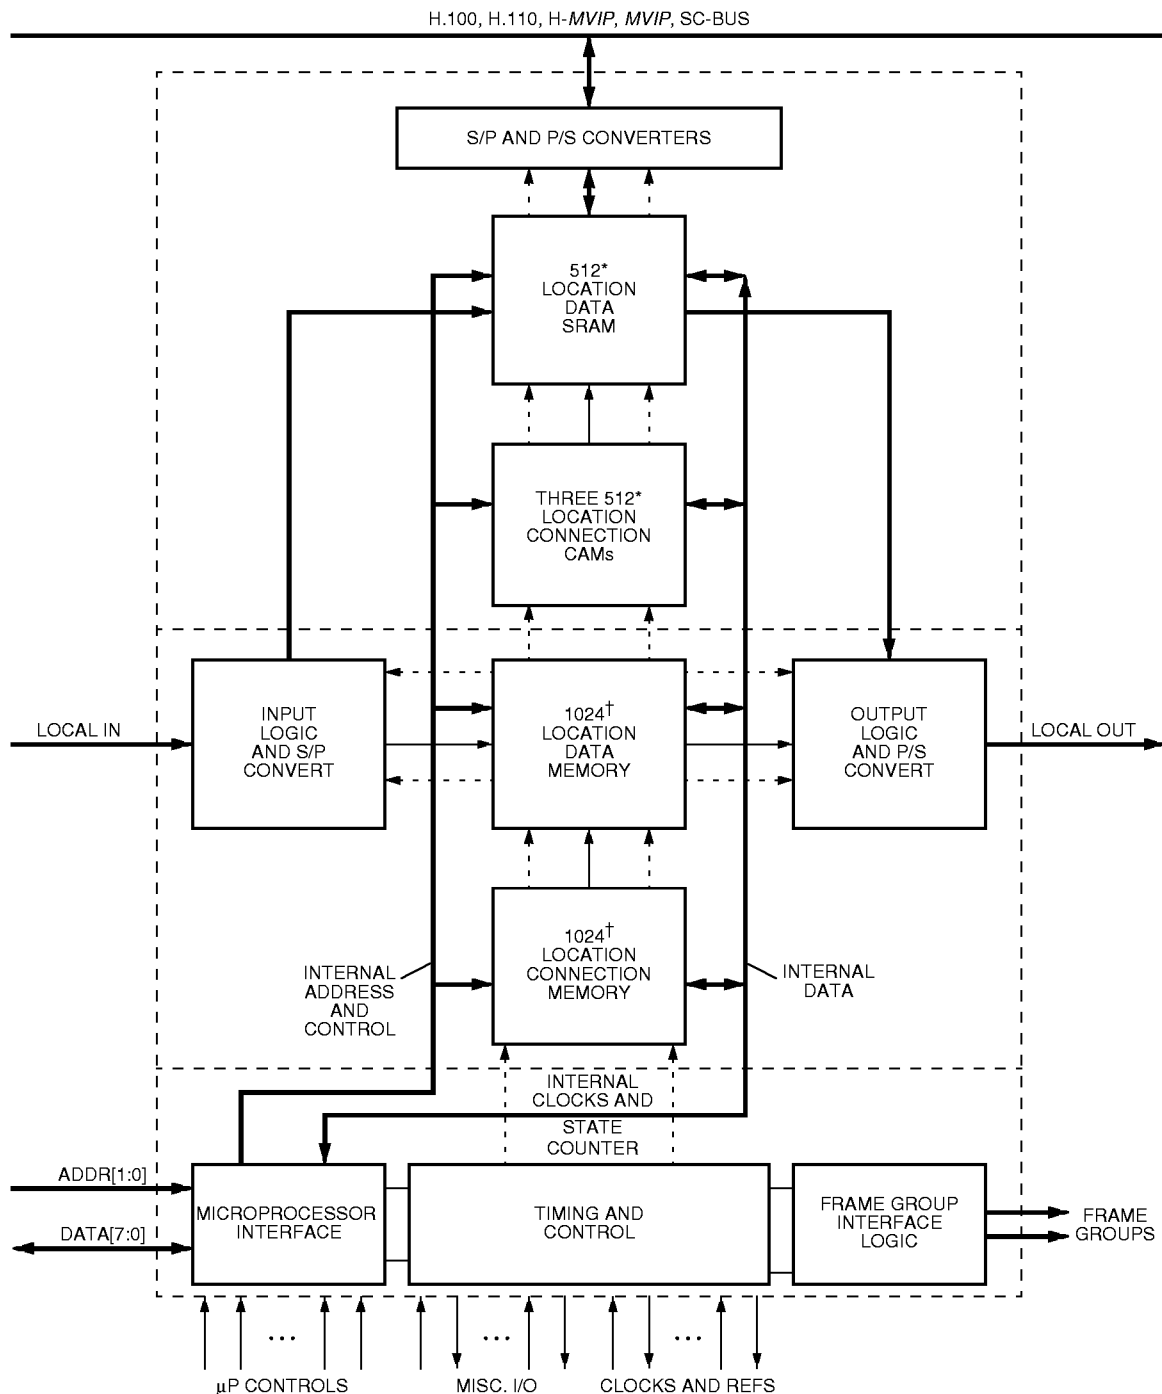 H.100, H.110, H-MVIP, MVIP, SC-BUS
S/P AND P/S CONVERTERS
512*
LOCATION
DATA
SRAM
THREE 512*
LOCATION
CONNECTION
CAMs
LOCAL IN
INPUT
LOGIC
AND S/P
CONVERT
1024†
LOCATION
DATA
MEMORY
OUTPUT
LOGIC
AND P/S
CONVERT
LOCAL OUT
1024†
LOCATION
CONNECTION
MEMORY
INTERNAL
ADDRESS
AND
CONTROL
INTERNAL
DATA
INTERNAL
CLOCKS AND
STATE
COUNTER
ADDR[1:0]
DATA[7:0]
MICROPROCESSOR
INTERFACE
TIMING AND
CONTROL
FRAME GROUP
INTERFACE
LOGIC
FRAME
GROUPS
...
...
...
µP CONTROLS
MISC. I/O
CLOCKS AND REFS